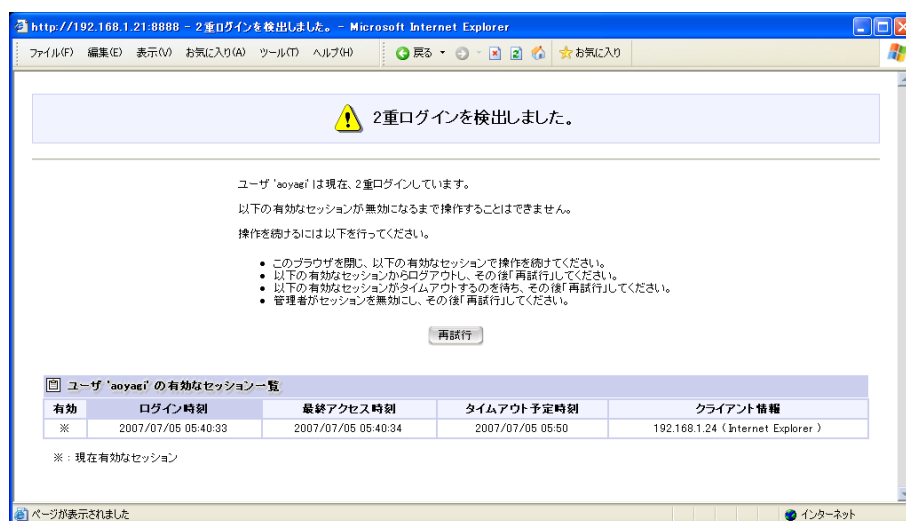 http://192.168.1.21:8888 - 2重ログインを検出しました。 - Microsoft Internet Explorer
ファイル(F) 編集(E) 表示(V) お気に入り(A) ツール(T) ヘルプ(H) 戻る お気に入り
2重ログインを検出しました。
ユーザ 'aoyagi' は現在、2重ログインしています。
以下の有効なセッションが無効になるまで操作することはできません。
操作を続けるには以下を行ってください。
• このブラウザを閉じ、以下の有効なセッションで操作を続けてください。
• 以下の有効なセッションからログアウトし、その後「再試行」してください。
• 以下の有効なセッションがタイムアウトするのを待ち、その後「再試行」してください。
• 管理者がセッションを無効にし、その後「再試行」してください。
再試行
ユーザ 'aoyagi' の有効なセッション一覧
有効 ログイン時刻 最終アクセス時刻 タイムアウト予定時刻 クライアント情報
※ 2007/07/05 05:40:33 2007/07/05 05:40:34 2007/07/05 05:50 192.168.1.24 ( Internet Explorer )
※ : 現在有効なセッション
ページが表示されました インターネット